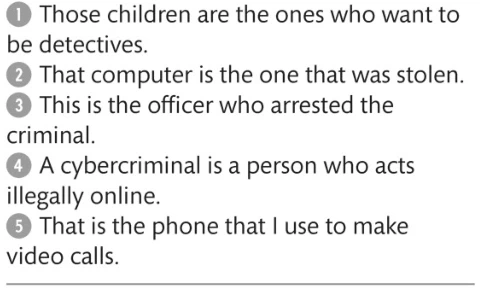 1 Those children are the ones who want to
be detectives.
2 That computer is the one that was stolen.
3 This is the officer who arrested the
criminal.
4 A cybercriminal is a person who acts
illegally online.
5 That is the phone that I use to make
video calls.